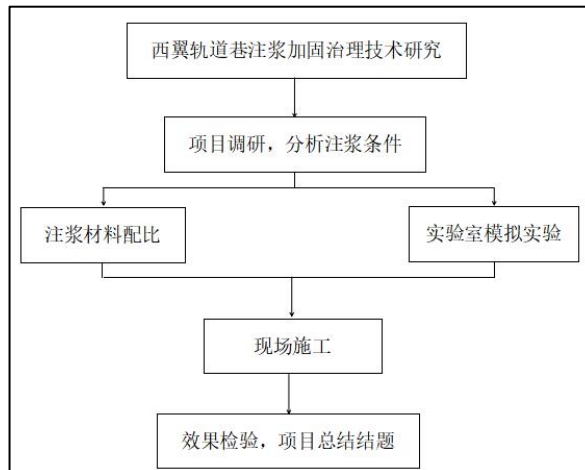 西翼轨道巷注浆加固治理技术研究
项目调研，分析注浆条件
注浆材料配比
实验室模拟实验
现场施工
效果检验，项目总结结题